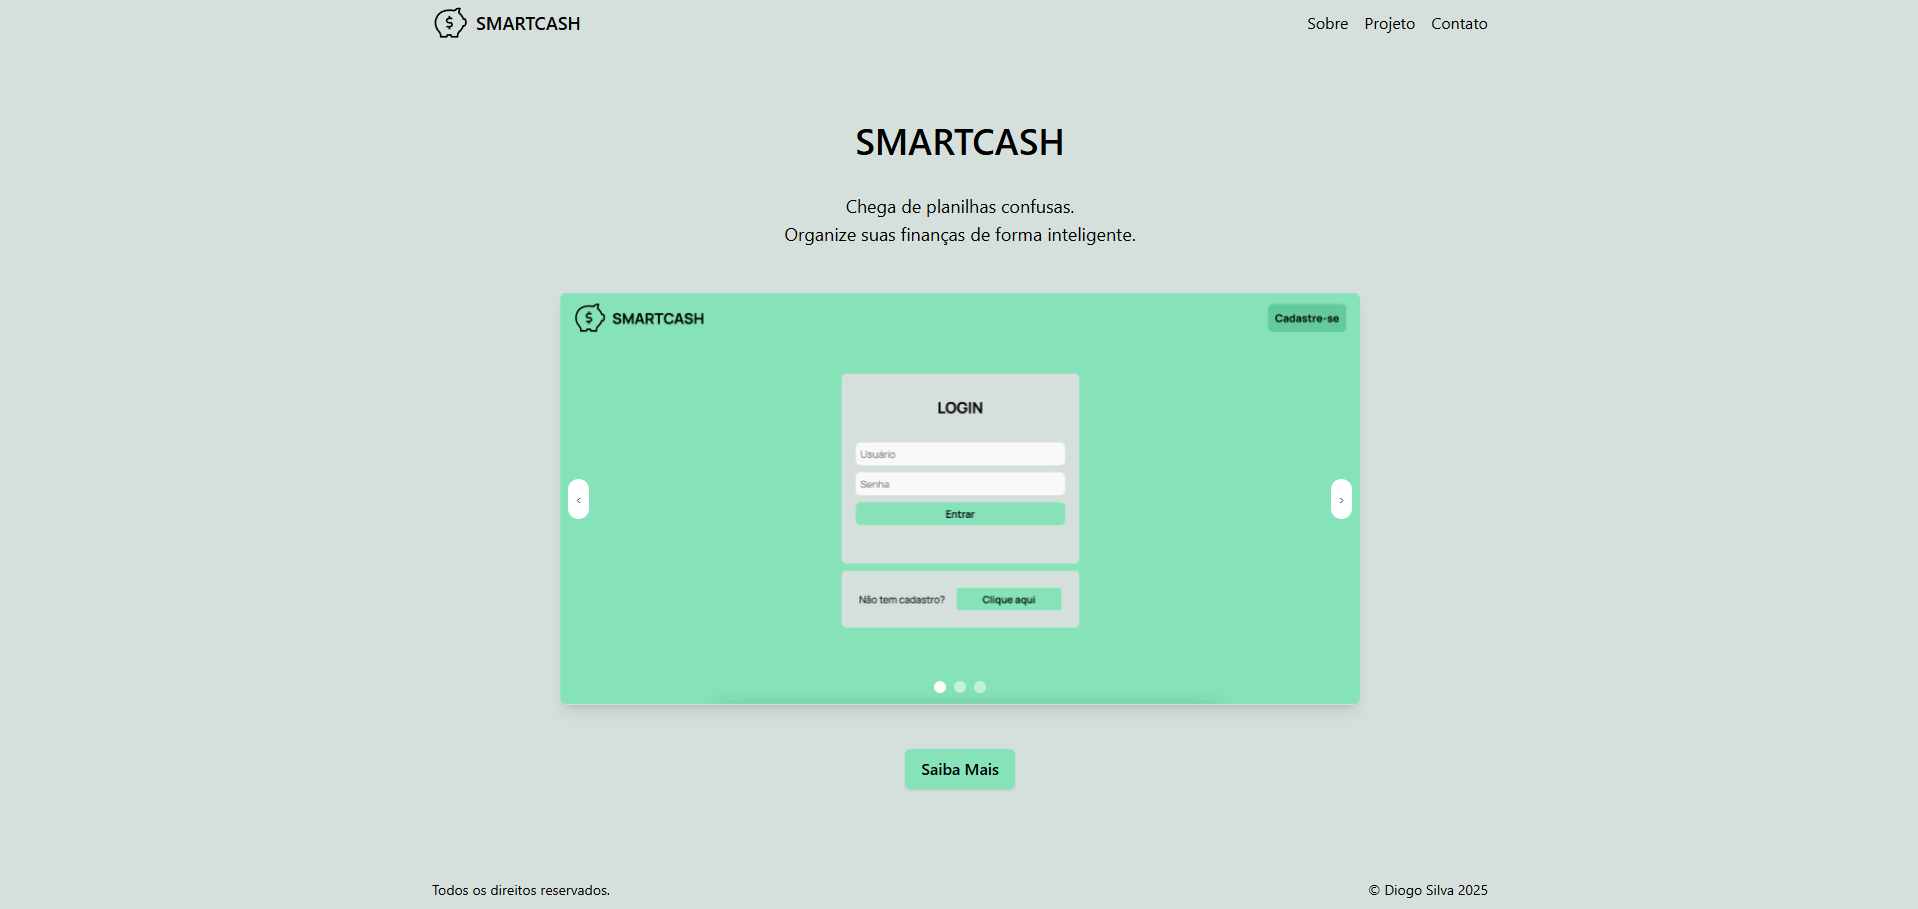 SMARTCASH
Sobre Projeto Contato
SMARTCASH
Chega de planilhas confusas.
Organize suas finanças de forma inteligente.
SMARTCASH
Cadastre-se
LOGIN
Usuário
Senha
Entrar
Não tem cadastro?
Clique aqui
Saiba Mais
Todos os direitos reservados.
© Diogo Silva 2025